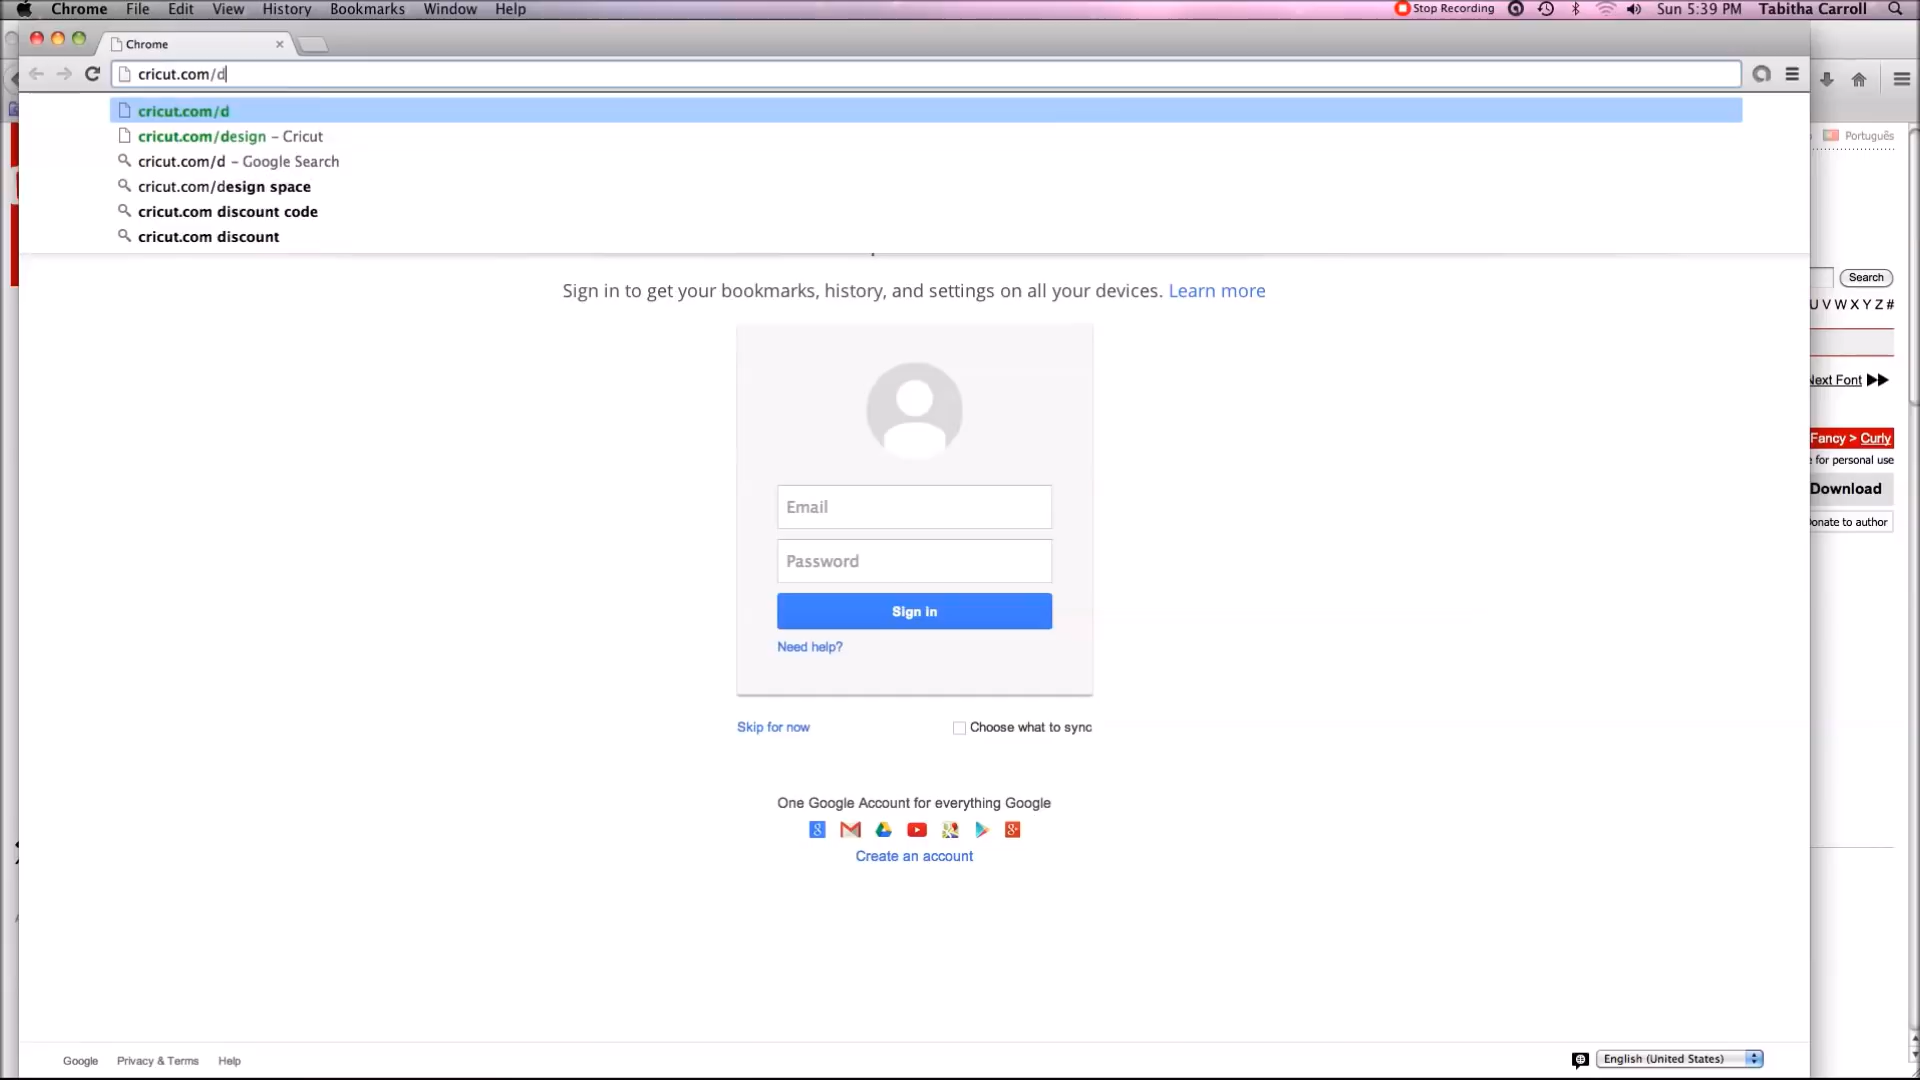 Chrome File Edit View History Bookmarks Window Help Stop Recording Sun 5:39 PM Tabitha Carroll
Chrome
cricut.com/d
cricut.com/d
cricut.com/design – Cricut
cricut.com/d – Google Search
cricut.com/design space
cricut.com discount code
cricut.com discount
Português
Search
U V W X Y Z #
Next Font
Fancy > Curly
for personal use
Download
Donate to author
Sign in to get your bookmarks, history, and settings on all your devices. Learn more
Email
Password
Sign in
Need help?
Skip for now
Choose what to sync
One Google Account for everything Google
Create an account
Google Privacy & Terms Help
English (United States)